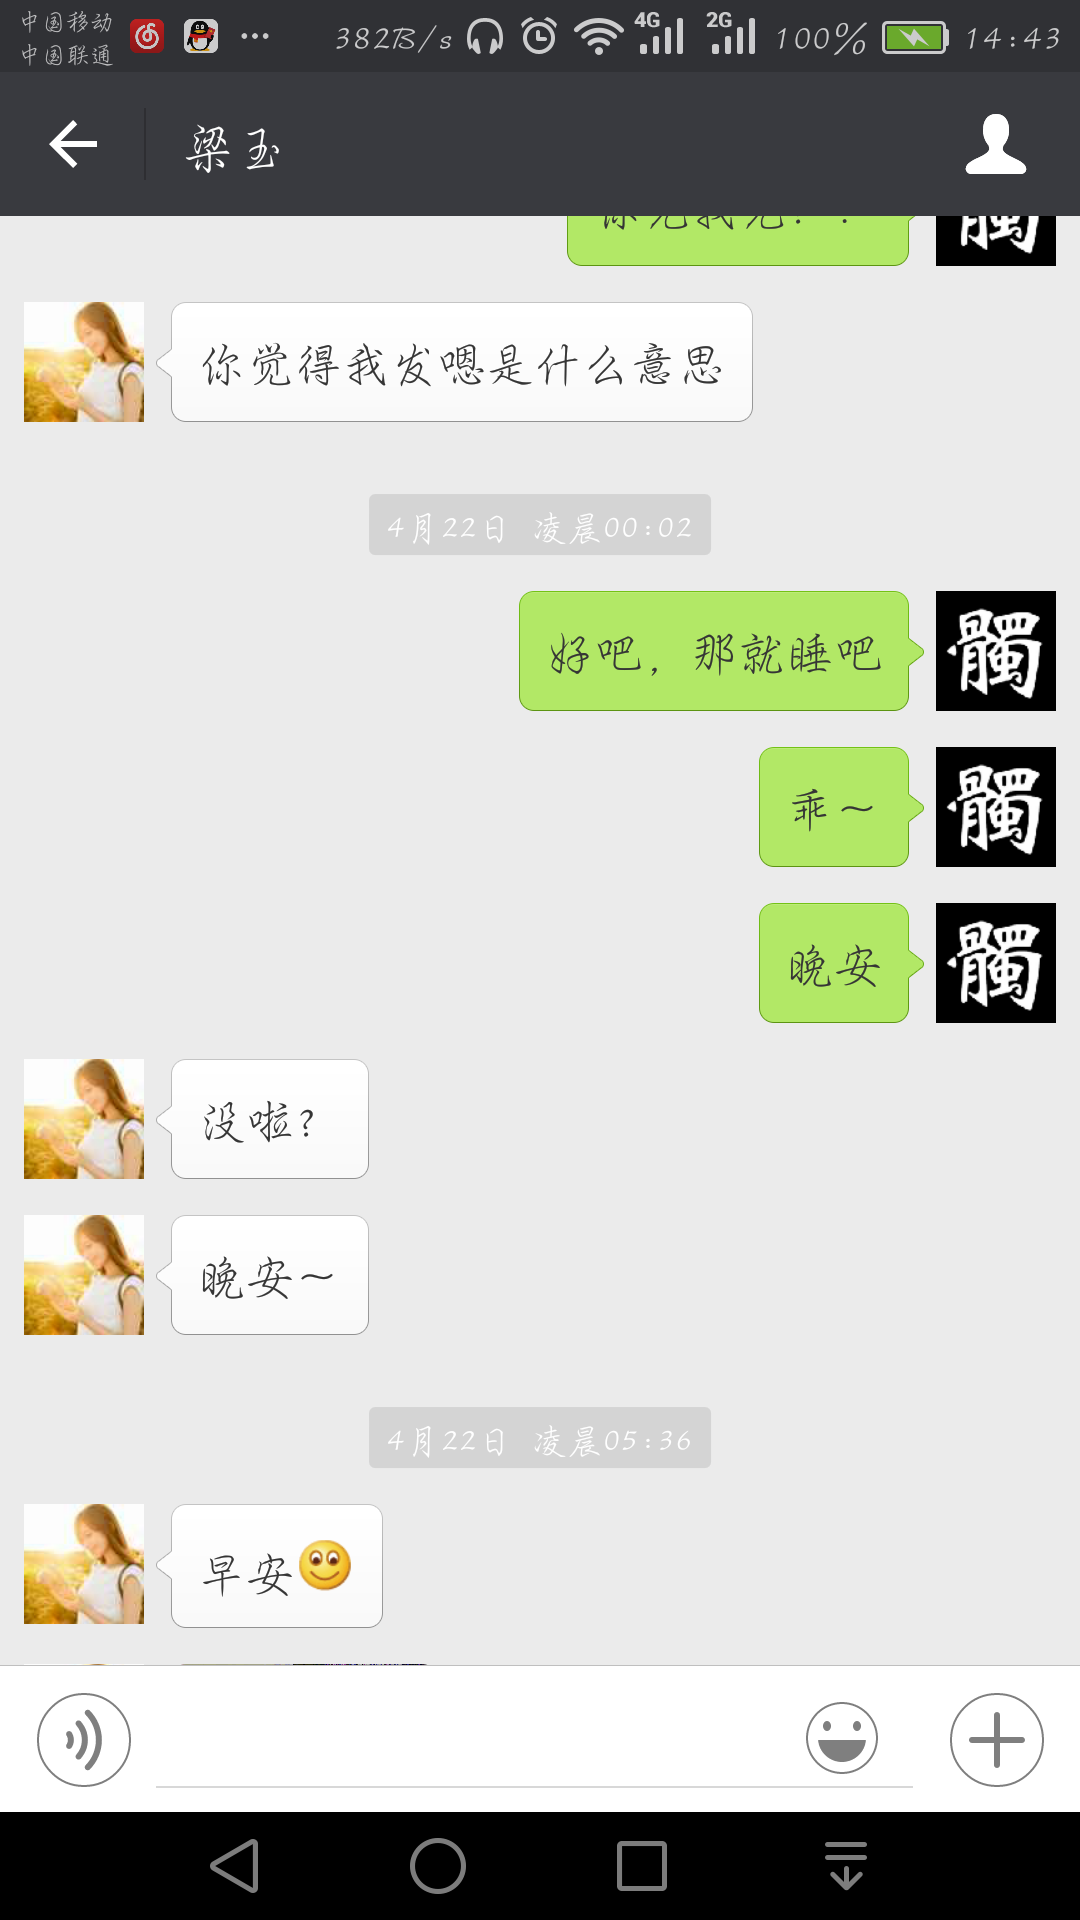 中国移动
中国联通
382B/s
4G
2G
100%
14:43
梁玉
你觉得我发嗯是什么意思
4月22日 凌晨00:02
好吧，那就睡吧
髑
乖～
髑
晚安
髑
没啦？
晚安～
4月22日 凌晨05:36
早安